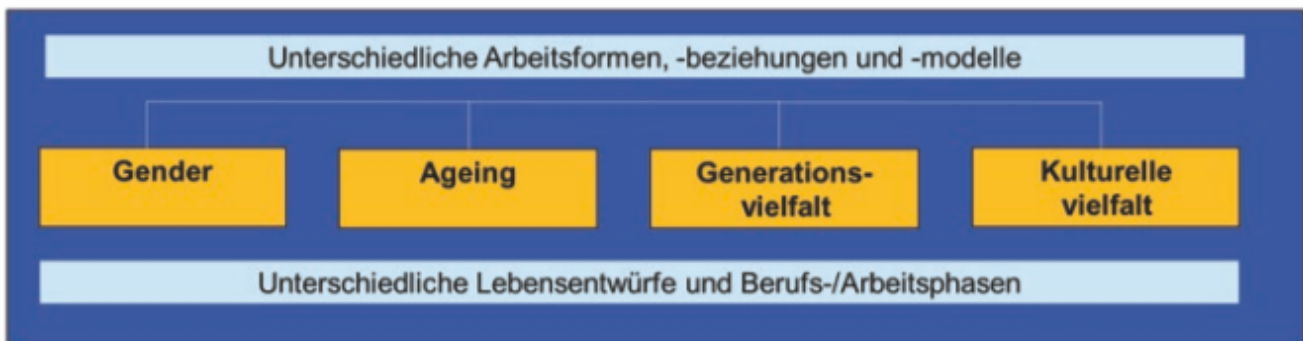 Unterschiedliche Arbeitsformen, -beziehungen und -modelle
Gender
Ageing
Generations-
vielfalt
Kulturelle
vielfalt
Unterschiedliche Lebensentwürfe und Berufs-/Arbeitsphasen